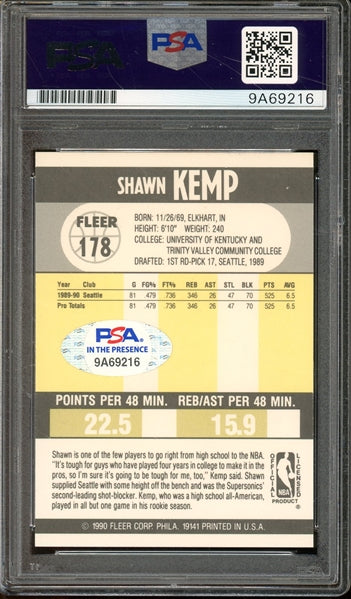 PSA
PSA
9A69216
SHAWN KEMP
FLEER
178
BORN: 11/26/69, ELKHART, IN
HEIGHT: 6'10" WEIGHT: 240
COLLEGE: UNIVERSITY OF KENTUCKY AND
TRINITY VALLEY COMMUNITY COLLEGE
DRAFTED: 1ST RD-PICK 17, SEATTLE, 1989
Year Club G FG% FT% REB AST STL BLK PTS AVG
1989-90 Seattle 81 .479 .736 346 26 47 70 525 6.5
Pro Totals 81 .479 .736 346 26 47 70 525 6.5
PSA
IN THE PRESENCE
9A69216
POINTS PER 48 MIN. REB/AST PER 48 MIN.
22.5 15.9
Shawn is one of the few players to go right from high school to the NBA.
"It's tough for guys who have played four years in college to make it in the
pros, so I'm sure it's going to be tough for me, too," Kemp said. Shawn
supplied Seattle with some height off the bench and was the Supersonics'
second-leading shot-blocker. Kemp, who was a high school all-American,
played in all but one game in his rookie season.
OFFICIAL LICENSED
NBA
PRODUCT
© 1990 FLEER CORP. PHILA. 19141 PRINTED IN U.S.A.